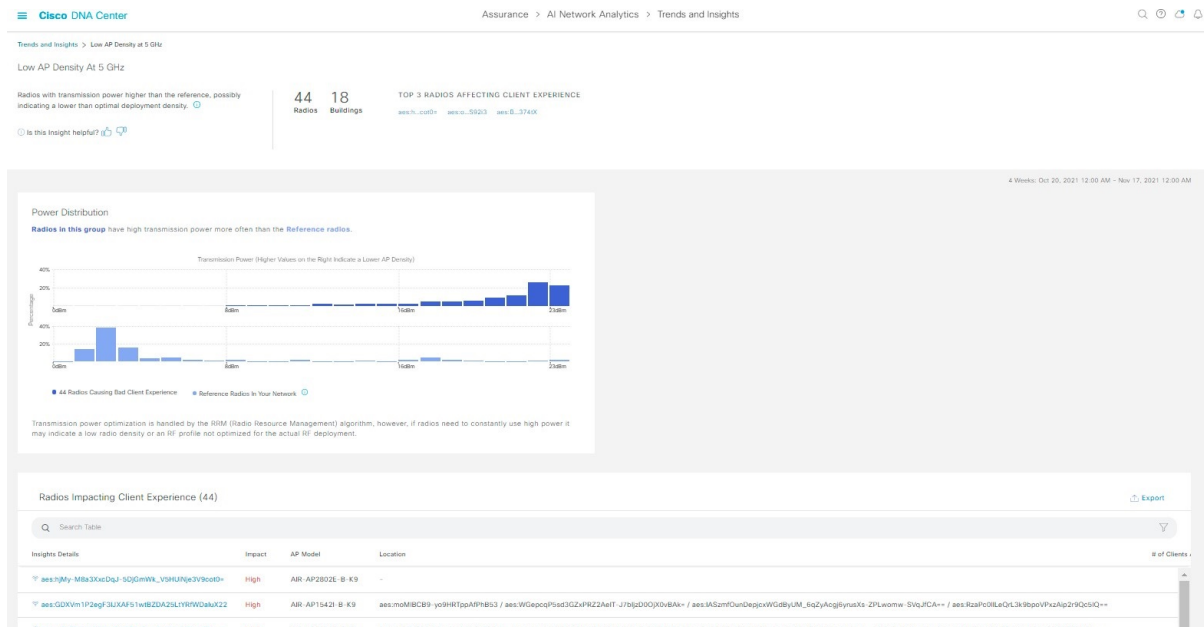 Cisco DNA Center
Assurance > AI Network Analytics > Trends and Insights
Trends and Insights > Low AP Density at 5 GHz
Low AP Density At 5 GHz
Radios with transmission power higher than the reference, possibly
indicating a lower than optimal deployment density.
Is this Insight helpful?
44 18
Radios Buildings
TOP 3 RADIOS AFFECTING CLIENT EXPERIENCE
aes:h...cot0+ aes:o...S92i3 aes:B...374tX
4 Weeks: Oct 20, 2021 12:00 AM - Nov 17, 2021 12:00 AM
Power Distribution
Radios in this group have high transmission power more often than the Reference radios.
Transmission Power (Higher Values on the Right Indicate a Lower AP Density)
Percentage
40%
20%
0dBm 8dBm 16dBm 23dBm
40%
20%
0dBm 8dBm 16dBm 23dBm
44 Radios Causing Bad Client Experience Reference Radios In Your Network
Transmission power optimization is handled by the RRM (Radio Resource Management) algorithm, however, if radios need to constantly use high power it
may indicate a low radio density or an RF profile not optimized for the actual RF deployment.
Radios Impacting Client Experience (44)
Export
Search Table
Insights Details Impact AP Model Location # of Clients
High AIR-AP2802E-B-K9 -
High AIR-AP1542I-B-K9